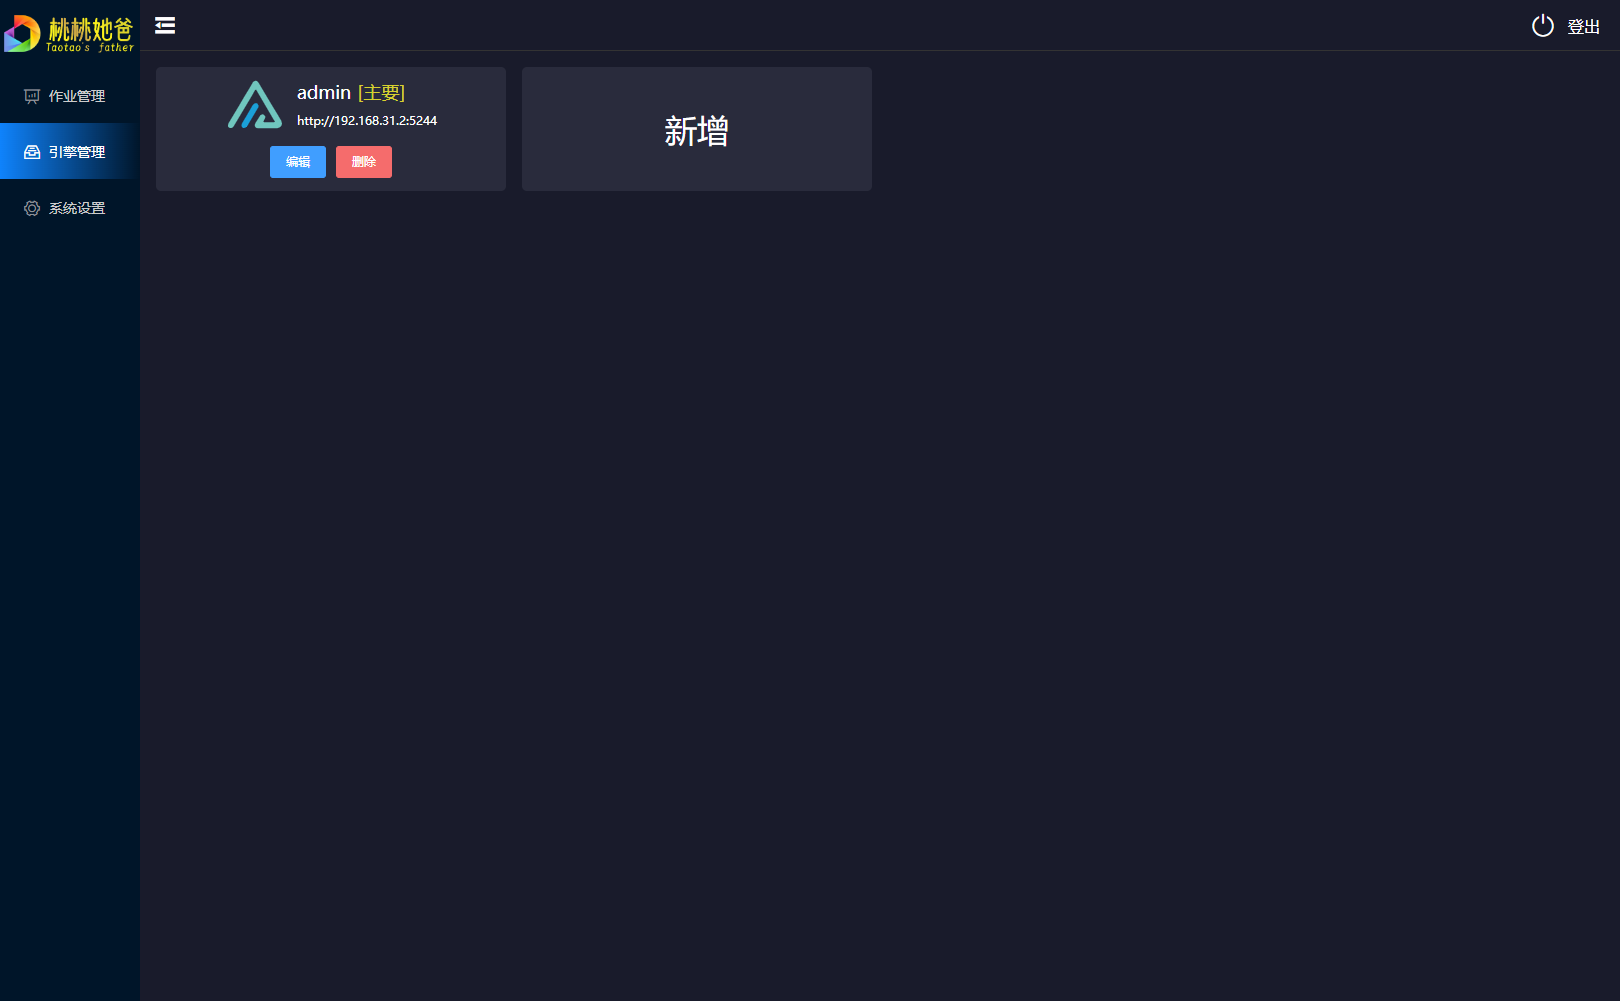 桃桃她爸
Taotao's father
登出
作业管理
引擎管理
系统设置
admin [主要]
http://192.168.31.2:5244
编辑
删除
新增